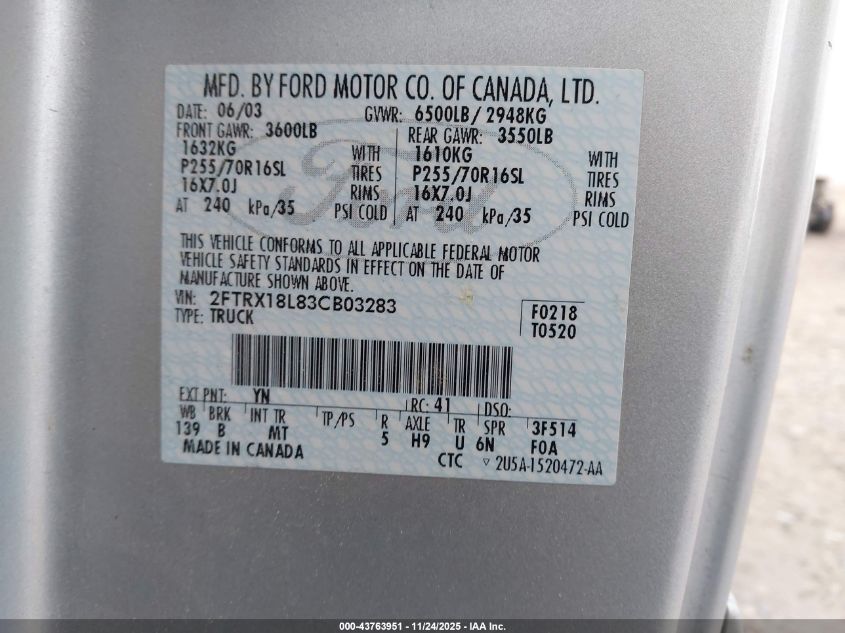 MFD. BY FORD MOTOR CO. OF CANADA, LTD.
DATE: 06/03 GVWR: 6500LB/ 2948KG
FRONT GAWR: 3600LB REAR GAWR: 3550LB
1632KG WITH 1610KG WITH
P255/70R16SL TIRES P255/70R16SL TIRES
16X7.0J RIMS 16X7.0J RIMS
AT 240 kPa/35 PSI COLD AT 240 kPa/35 PSI COLD
Ford
THIS VEHICLE CONFORMS TO ALL APPLICABLE FEDERAL MOTOR
VEHICLE SAFETY STANDARDS IN EFFECT ON THE DATE OF
MANUFACTURE SHOWN ABOVE.
VIN: 2FTRX18L83CB03283 F0218
TYPE: TRUCK T0520
EXT PNT: YN RC: 41 DSO:
WB BRK INT TR TP/PS R AXLE TR SPR 3F514
139 B MT 5 H9 U 6N F0A
MADE IN CANADA CTC ▽ 2U5A-1520472-AA
000-43763951 - 11/24/2025 - IAA Inc.